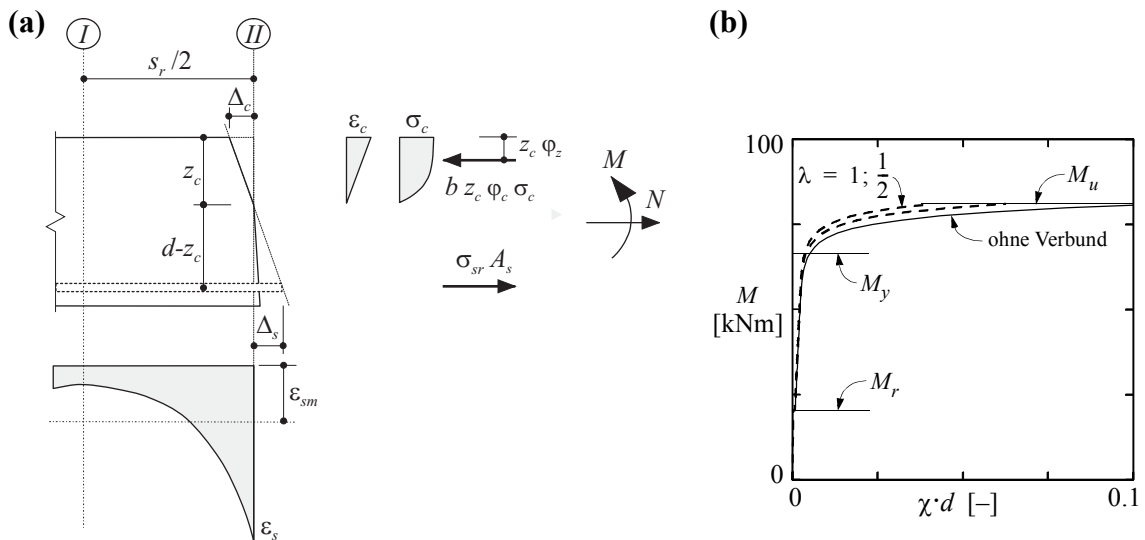 (a)
I
II
s_r /2
Δ_c
z_c
d-z_c
Δ_s
ε_sm
ε_s
ε_c
σ_c
z_c φ_z
b z_c φ_c σ_c
σ_sr A_s
M
N
(b)
100
λ = 1; 1/2
M_u
ohne Verbund
M_y
M
[kNm]
M_r
0
0
0.1
χ·d [–]